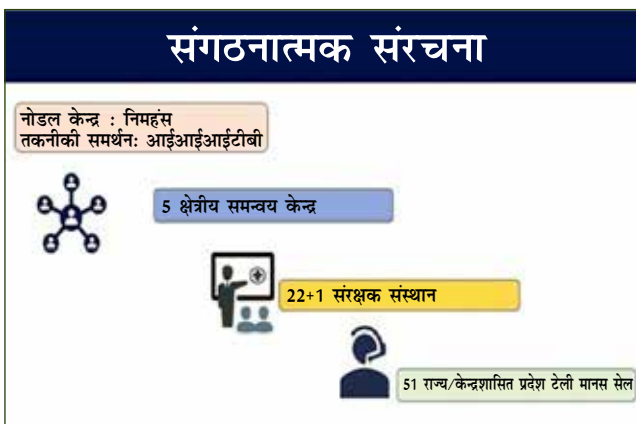 संगठनात्मक संरचना
नोडल केन्द्र : निमहंस
तकनीकी समर्थनः आईआईआईटीबी
5 क्षेत्रीय समन्वय केन्द्र
22+1 संरक्षक संस्थान
51 राज्य/केन्द्रशासित प्रदेश टेली मानस सेल